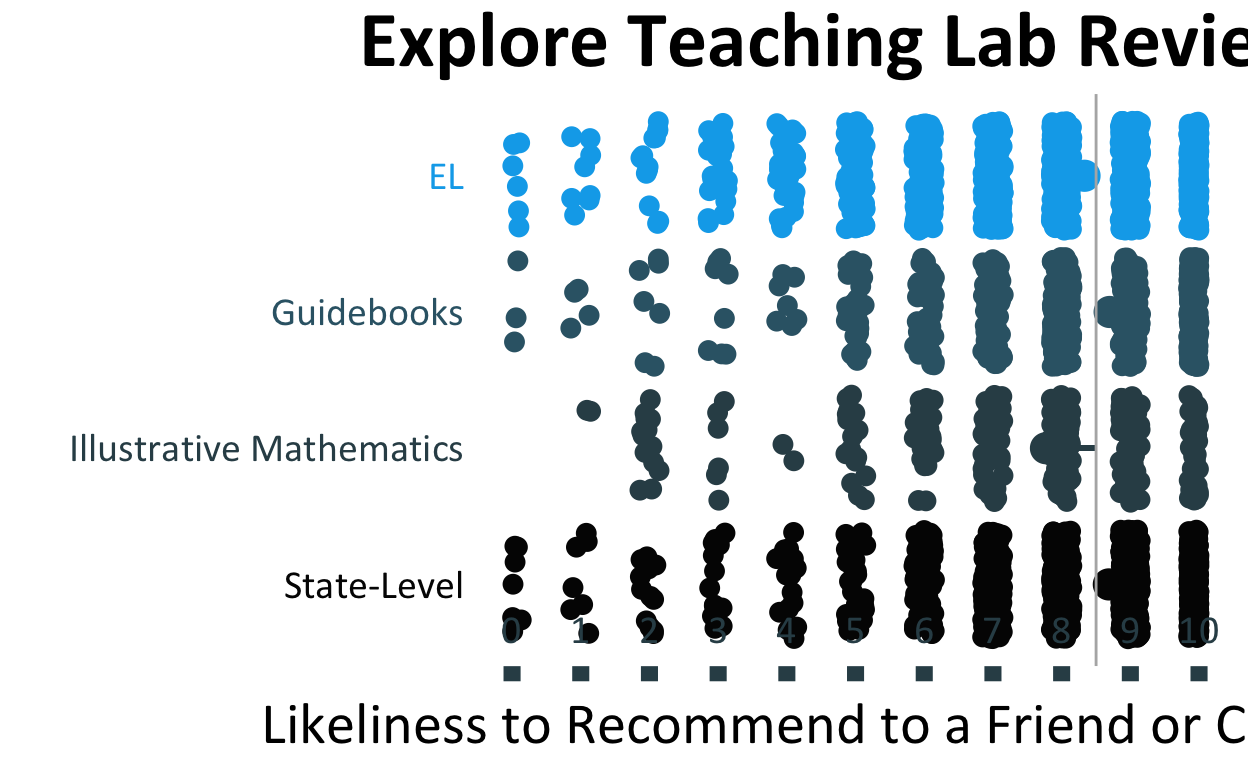 Explore Teaching Lab Revie
EL
Guidebooks
Illustrative Mathematics
State-Level
0 1 2 3 4 5 6 7 8 9 10
Likeliness to Recommend to a Friend or C